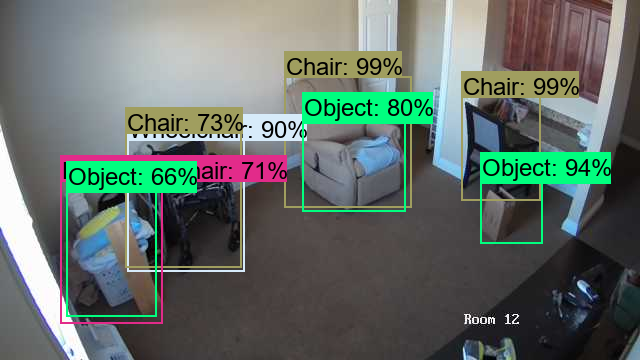 Chair: 99%
Chair: 99%
Object: 80%
Chair: 73%
Wheelchair: 90%
Object: 94%
Object: 66%
air: 71%
Room 12